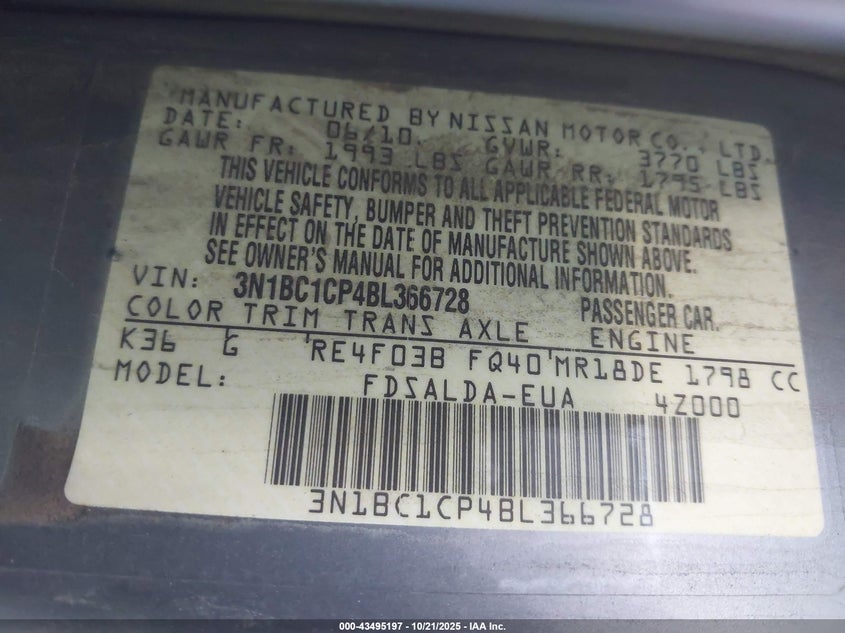 MANUFACTURED BY NISSAN MOTOR CO., LTD.
DATE: 06/10. GVWR: 3770 LBS
GAWR FR: 1993 LBS GAWR RR: 1795 LBS
THIS VEHICLE CONFORMS TO ALL APPLICABLE FEDERAL MOTOR
VEHICLE SAFETY, BUMPER AND THEFT PREVENTION STANDARDS
IN EFFECT ON THE DATE OF MANUFACTURE SHOWN ABOVE.
SEE OWNER'S MANUAL FOR ADDITIONAL INFORMATION.
VIN: 3N1BC1CP4BL366728 PASSENGER CAR.
COLOR TRIM TRANS AXLE ENGINE
K36 G RE4F03B FQ40 MR18DE 1798 CC
MODEL: FDSALDA-EUA 4Z000
3N1BC1CP4BL366728
000-43495197 - 10/21/2025 - IAA Inc.